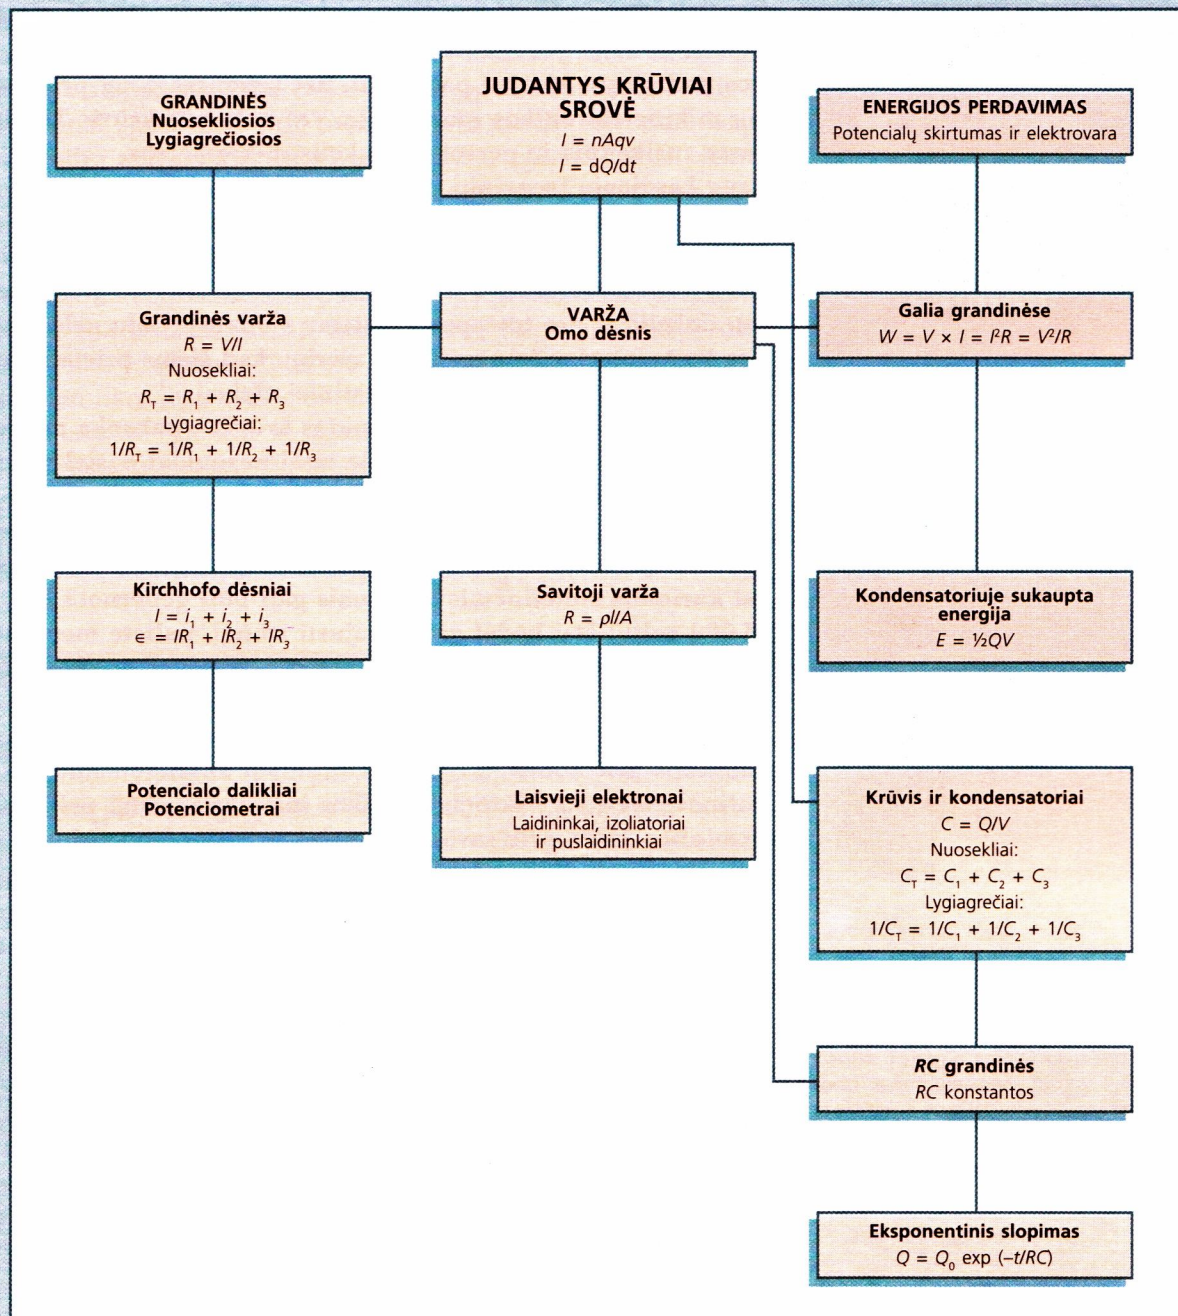 GRANDINĖS
Nuosekliosios
Lygiagrečiosios
JUDANTYS KRŪVIAI
SROVĖ
I = nAqv
I = dQ/dt
ENERGIJOS PERDAVIMAS
Potencialų skirtumas ir elektrovara
Grandinės varža
R = V/I
Nuosekliai:
R_T = R_1 + R_2 + R_3
Lygiagrečiai:
1/R_T = 1/R_1 + 1/R_2 + 1/R_3
VARŽA
Omo dėsnis
Galia grandinėse
W = V × I = I²R = V²/R
Kirchhofo dėsniai
I = i_1 + i_2 + i_3
ϵ = IR_1 + IR_2 + IR_3
Savitoji varža
R = ρl/A
Kondensatoriuje sukaupta
energija
E = ½QV
Potencialo dalikliai
Potenciometrai
Laisvieji elektronai
Laidininkai, izoliatoriai
ir puslaidininkiai
Krūvis ir kondensatoriai
C = Q/V
Nuosekliai:
C_T = C_1 + C_2 + C_3
Lygiagrečiai:
1/C_T = 1/C_1 + 1/C_2 + 1/C_3
RC grandinės
RC konstantos
Eksponentinis slopimas
Q = Q_0 exp (–t/RC)